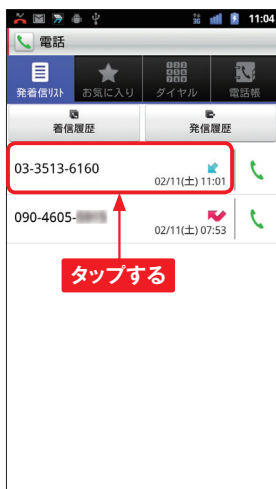 3G 11:04
電話
発着信リスト お気に入り ダイヤル 電話帳
着信履歴 発信履歴
03-3513-6160
02/11(土) 11:01
090-4605-
02/11(土) 07:53
タップする